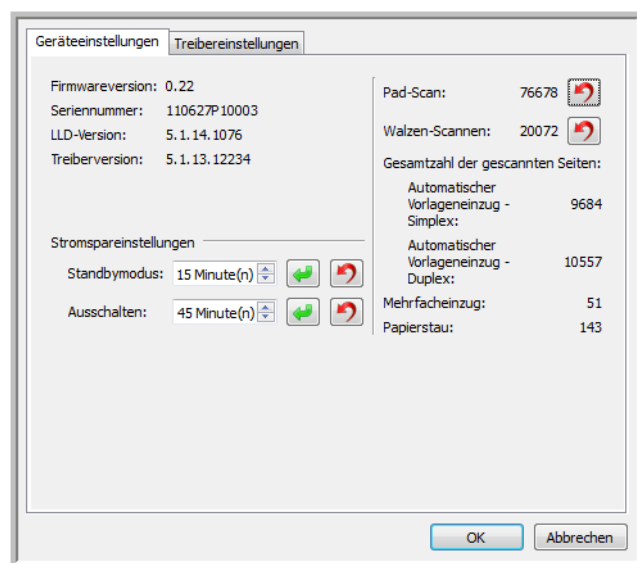 Geräteeinstellungen
Treibereinstellungen
Firmwareversion: 0.22
Seriennummer: 110627P10003
LLD-Version: 5.1.14.1076
Treiberversion: 5.1.13.12234
Stromspareinstellungen
Standbymodus: 15 Minute(n)
Ausschalten: 45 Minute(n)
Pad-Scan: 76678
Walzen-Scannen: 20072
Gesamtzahl der gescannten Seiten:
Automatischer
Vorlageneinzug - 9684
Simplex:
Automatischer
Vorlageneinzug - 10557
Duplex:
Mehrfacheinzug: 51
Papierstau: 143
OK
Abbrechen